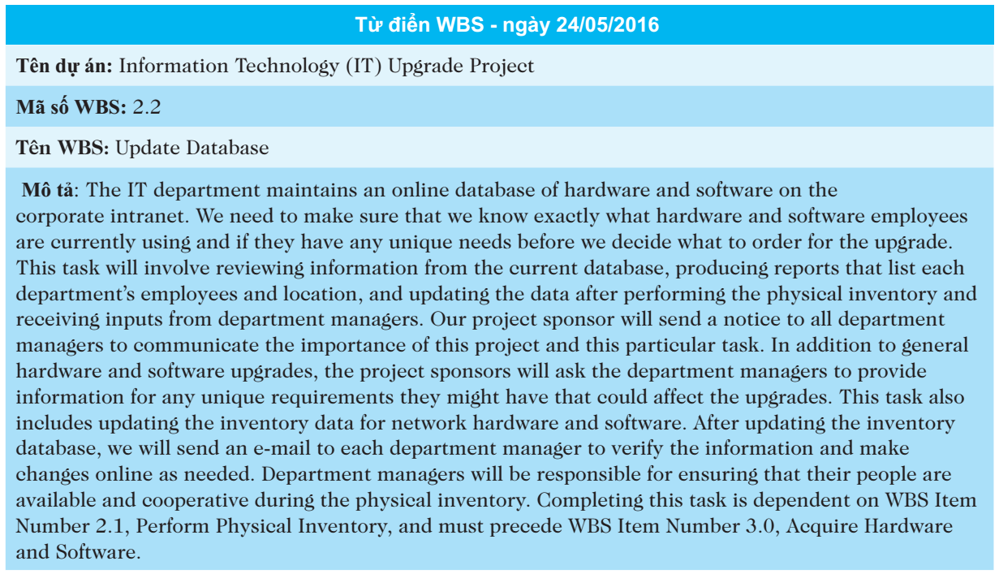 Từ điển WBS - ngày 24/05/2016
Tên dự án: Information Technology (IT) Upgrade Project
Mã số WBS: 2.2
Tên WBS: Update Database
Mô tả: The IT department maintains an online database of hardware and software on the
corporate intranet. We need to make sure that we know exactly what hardware and software employees
are currently using and if they have any unique needs before we decide what to order for the upgrade.
This task will involve reviewing information from the current database, producing reports that list each
department’s employees and location, and updating the data after performing the physical inventory and
receiving inputs from department managers. Our project sponsor will send a notice to all department
managers to communicate the importance of this project and this particular task. In addition to general
hardware and software upgrades, the project sponsors will ask the department managers to provide
information for any unique requirements they might have that could affect the upgrades. This task also
includes updating the inventory data for network hardware and software. After updating the inventory
database, we will send an e-mail to each department manager to verify the information and make
changes online as needed. Department managers will be responsible for ensuring that their people are
available and cooperative during the physical inventory. Completing this task is dependent on WBS Item
Number 2.1, Perform Physical Inventory, and must precede WBS Item Number 3.0, Acquire Hardware
and Software.